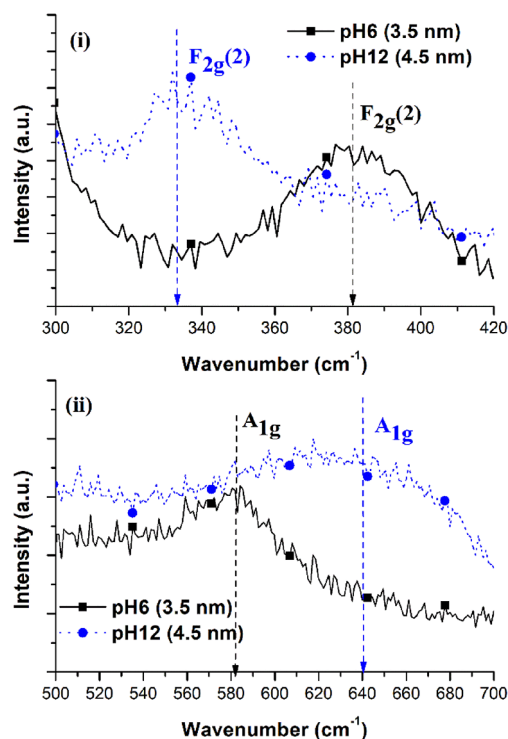 (i)
pH6 (3.5 nm)
pH12 (4.5 nm)
F2g(2)
F2g(2)
Intensity (a.u.)
300 320 340 360 380 400 420
Wavenumber (cm-1)
(ii)
A1g
A1g
Intensity (a.u.)
pH6 (3.5 nm)
pH12 (4.5 nm)
500 520 540 560 580 600 620 640 660 680 700
Wavenumber (cm-1)